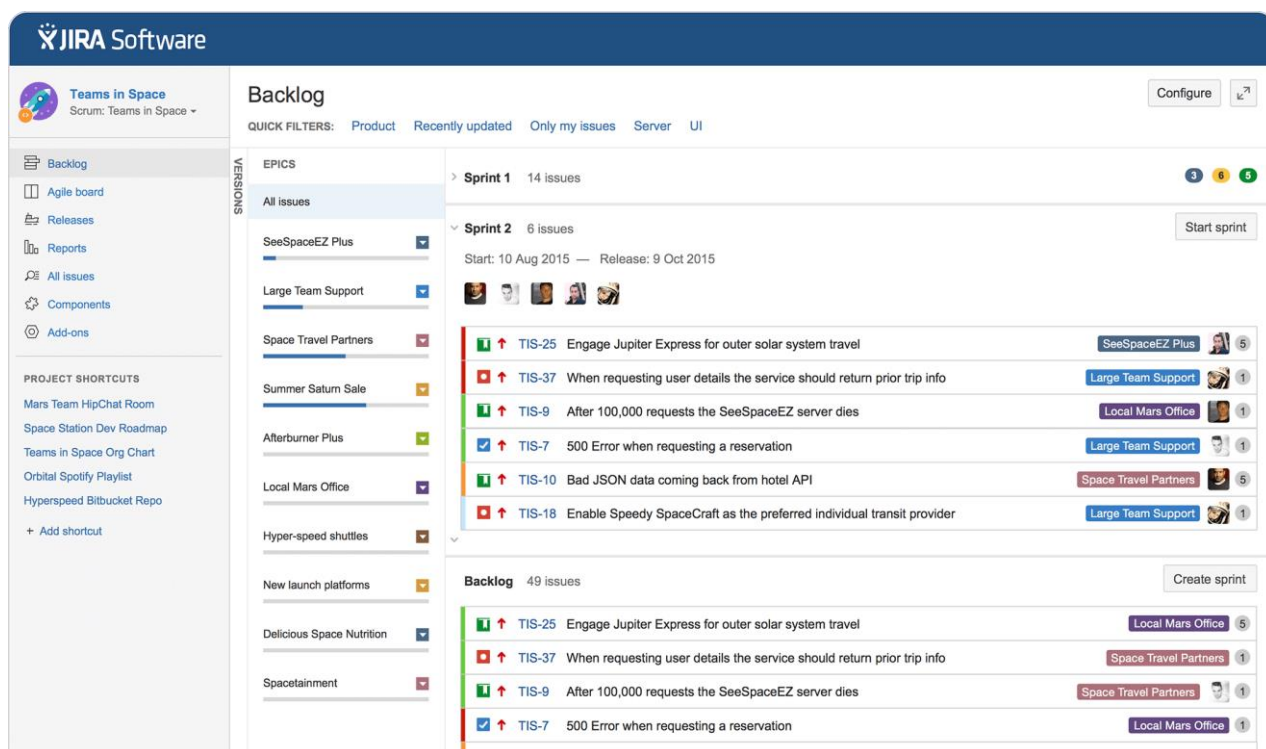 JIRA Software
Teams in Space
Scrum: Teams in Space
Backlog
Agile board
Releases
Reports
All issues
Components
Add-ons
PROJECT SHORTCUTS
Mars Team HipChat Room
Space Station Dev Roadmap
Teams in Space Org Chart
Orbital Spotify Playlist
Hyperspeed Bitbucket Repo
+ Add shortcut
Backlog
Configure
QUICK FILTERS: Product Recently updated Only my issues Server UI
VERSIONS
EPICS
All issues
SeeSpaceEZ Plus
Large Team Support
Space Travel Partners
Summer Saturn Sale
Afterburner Plus
Local Mars Office
Hyper-speed shuttles
New launch platforms
Delicious Space Nutrition
Spacetainment
Sprint 1 14 issues 3 6 5
Sprint 2 6 issues Start sprint
Start: 10 Aug 2015 — Release: 9 Oct 2015
TIS-25 Engage Jupiter Express for outer solar system travel SeeSpaceEZ Plus 5
TIS-37 When requesting user details the service should return prior trip info Large Team Support 1
TIS-9 After 100,000 requests the SeeSpaceEZ server dies Local Mars Office 1
TIS-7 500 Error when requesting a reservation Large Team Support 1
TIS-10 Bad JSON data coming back from hotel API Space Travel Partners 5
TIS-18 Enable Speedy SpaceCraft as the preferred individual transit provider Large Team Support 1
Backlog 49 issues Create sprint
TIS-25 Engage Jupiter Express for outer solar system travel Local Mars Office 5
TIS-37 When requesting user details the service should return prior trip info Space Travel Partners 1
TIS-9 After 100,000 requests the SeeSpaceEZ server dies Space Travel Partners 1
TIS-7 500 Error when requesting a reservation Local Mars Office 1